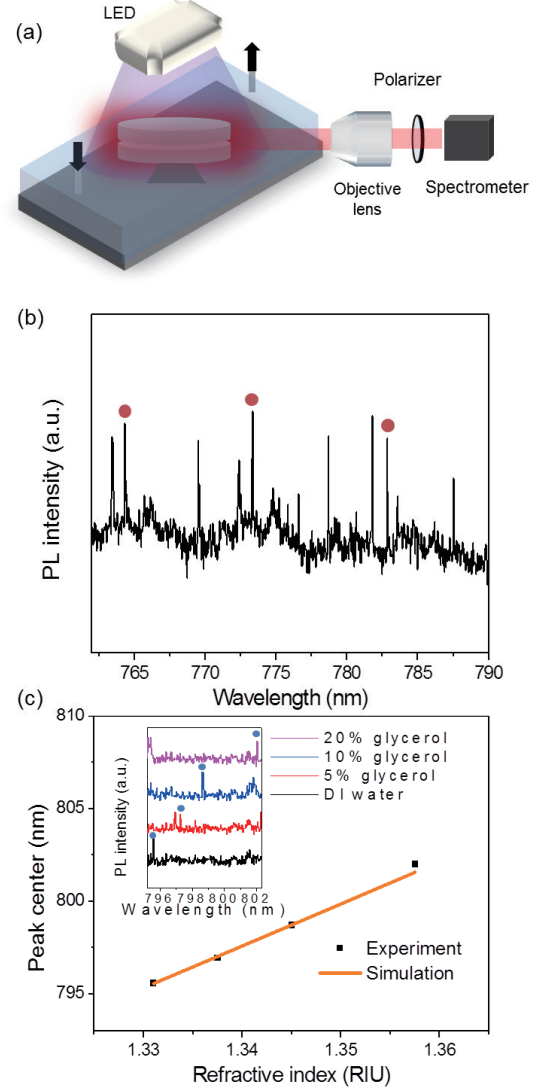 (a)
LED
Polarizer
Objective
lens
Spectrometer
(b)
PL intensity (a.u.)
765
770
775
780
785
790
Wavelength (nm)
(c)
810
805
800
795
Peak center (nm)
PL intensity (a.u.)
20% glycerol
10% glycerol
5% glycerol
DI water
796
798
800
802
Wavelength (nm)
Experiment
Simulation
1.33
1.34
1.35
1.36
Refractive index (RIU)